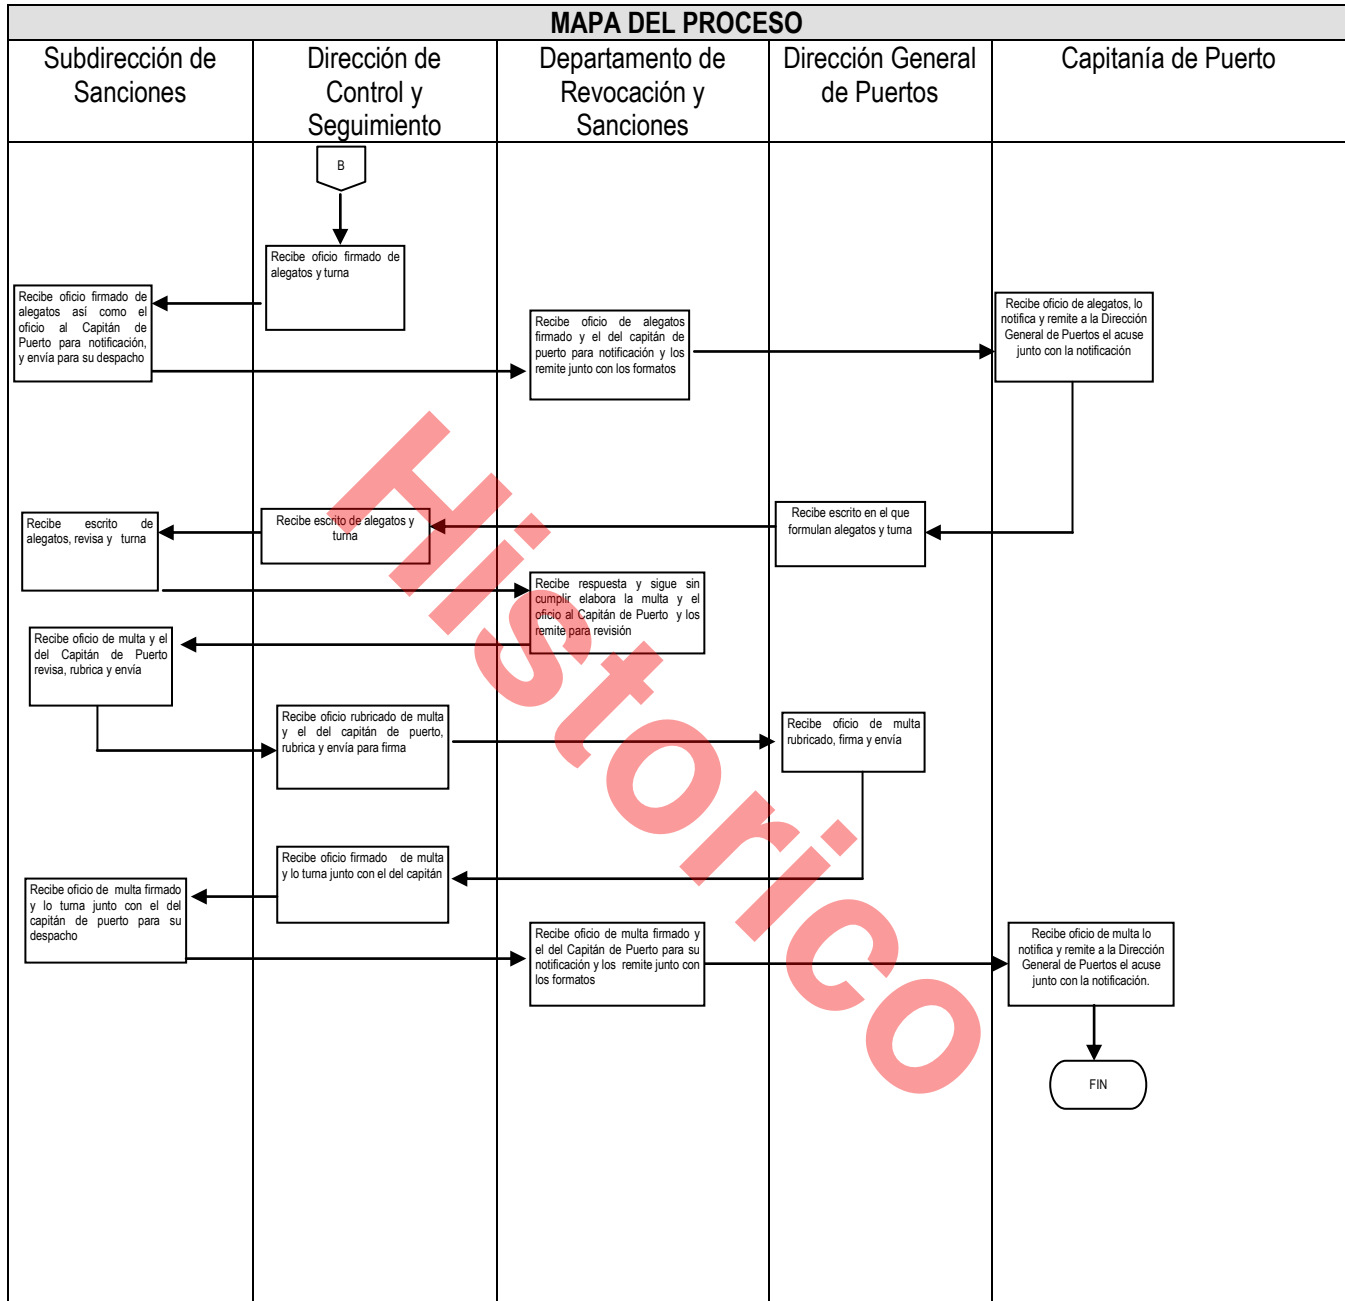 MAPA DEL PROCESO
Subdirección de
Sanciones
Dirección de
Control y
Seguimiento
Departamento de
Revocación y
Sanciones
Dirección General
de Puertos
Capitanía de Puerto
B
Recibe oficio firmado de
alegatos y turna
Recibe oficio firmado de
alegatos así como el
oficio al Capitán de
Puerto para notificación,
y envía para su despacho
Recibe oficio de alegatos
firmado y el del capitán de
puerto para notificación y los
remite junto con los formatos
Recibe oficio de alegatos, lo
notifica y remite a la Dirección
General de Puertos el acuse
junto con la notificación
Recibe escrito en el que
formulan alegatos y turna
Recibe escrito de alegatos y
turna
Recibe escrito de
alegatos, revisa y turna
Recibe respuesta y sigue sin
cumplir elabora la multa y el
oficio al Capitán de Puerto y los
remite para revisión
Recibe oficio de multa y el
del Capitán de Puerto
revisa, rubrica y envía
Recibe oficio rubricado de multa
y el del capitán de puerto,
rubrica y envía para firma
Recibe oficio de multa
rubricado, firma y envía
Recibe oficio firmado de multa
y lo turna junto con el del capitán
Recibe oficio de multa firmado
y lo turna junto con el del
capitán de puerto para su
despacho
Recibe oficio de multa firmado y
el del Capitán de Puerto para su
notificación y los remite junto con
los formatos
Recibe oficio de multa lo
notifica y remite a la Dirección
General de Puertos el acuse
junto con la notificación.
FIN
Historico